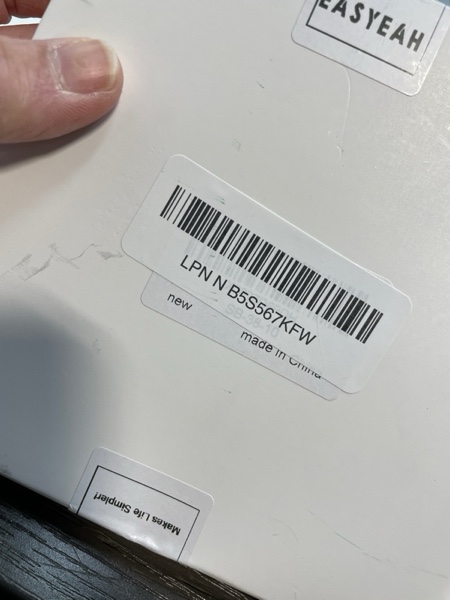 EASYEAH
LPN N B5S567KFW
new
made in China
Makes Life Simpler!